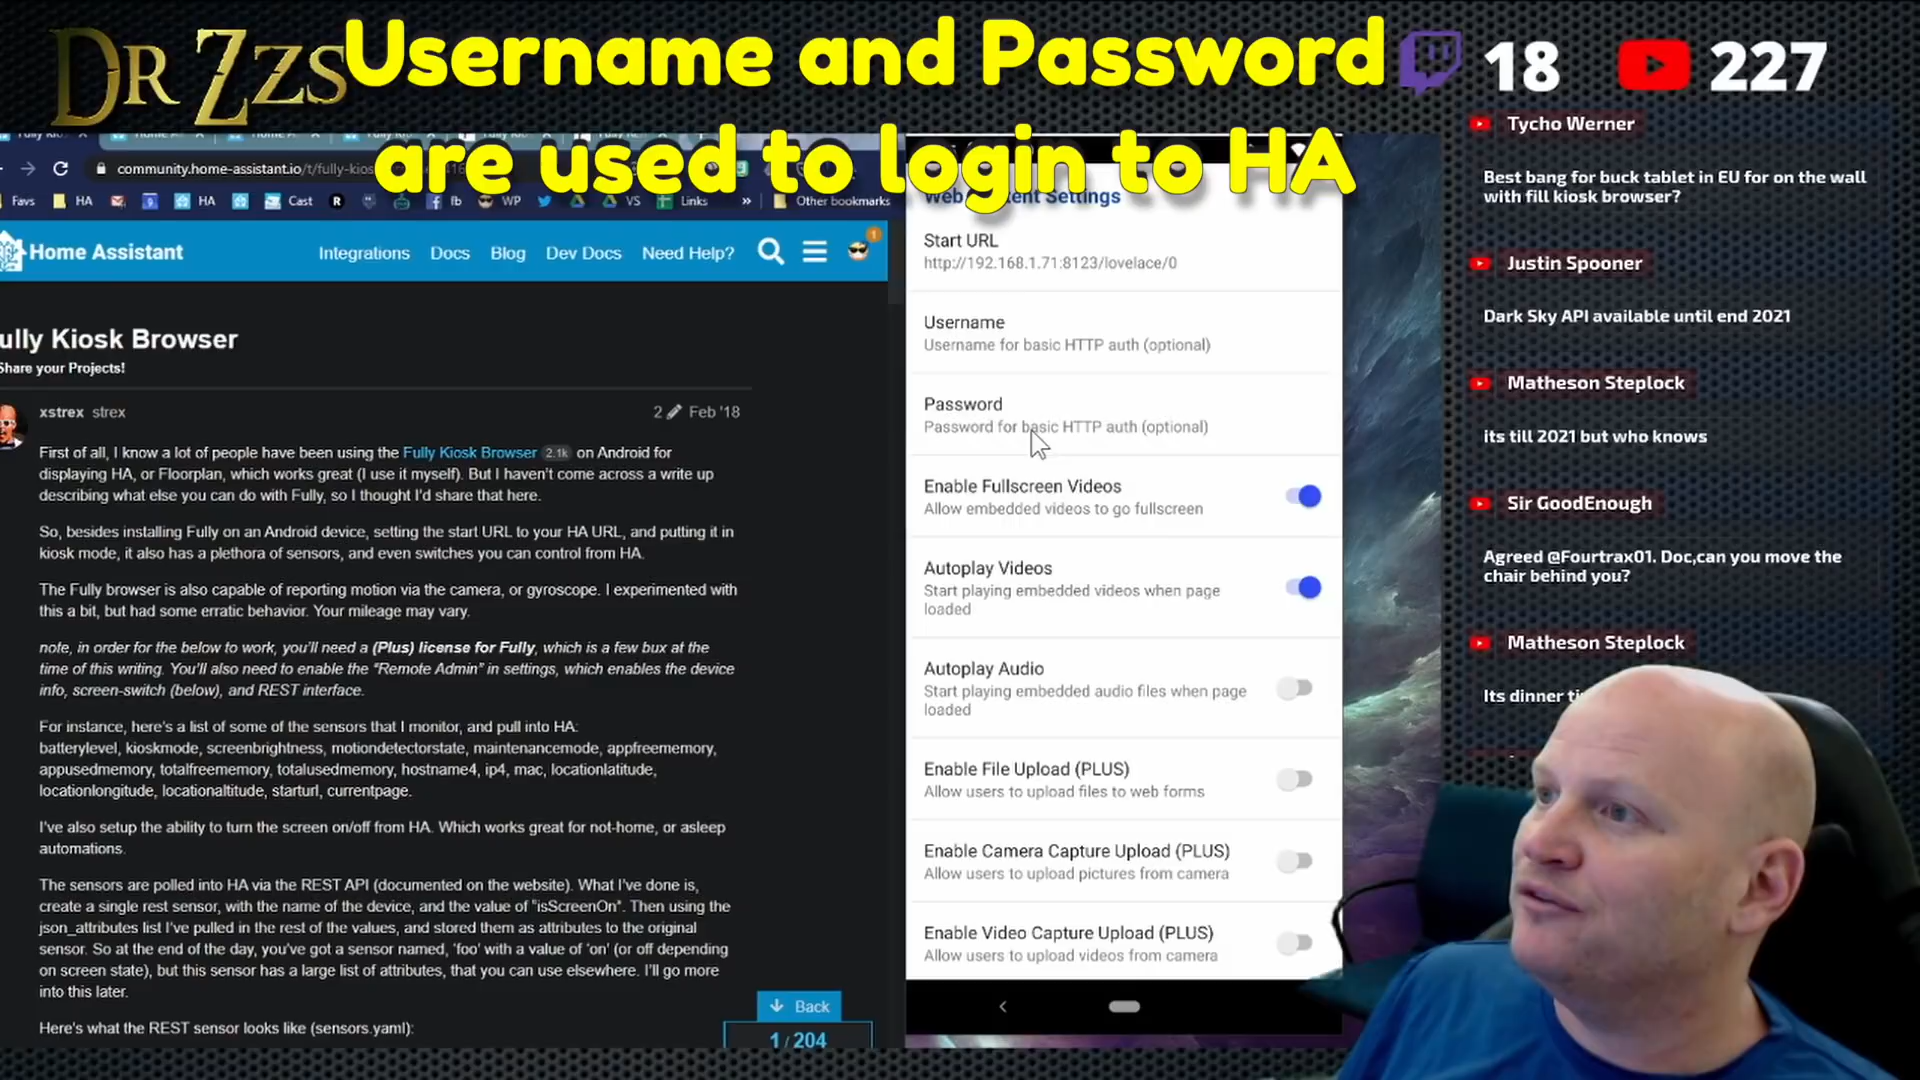 DR ZZS
Username and Password
are used to login to HA
18
227
community.home-assistant.io/t/fully-kios
Favs
HA
HA
Cast
R
fb
WP
VS
Links
»
Other bookmarks
Home Assistant
Integrations
Docs
Blog
Dev Docs
Need Help?
1
ully Kiosk Browser
Share your Projects!
xstrex strex
2
Feb '18
First of all, I know a lot of people have been using the Fully Kiosk Browser 2.1k on Android for
displaying HA, or Floorplan, which works great (I use it myself). But I haven't come across a write up
describing what else you can do with Fully, so I thought I'd share that here.
So, besides installing Fully on an Android device, setting the start URL to your HA URL, and putting it in
kiosk mode, it also has a plethora of sensors, and even switches you can control from HA.
The Fully browser is also capable of reporting motion via the camera, or gyroscope. I experimented with
this a bit, but had some erratic behavior. Your mileage may vary.
note, in order for the below to work, you'll need a (Plus) license for Fully, which is a few bux at the
time of this writing. You'll also need to enable the "Remote Admin" in settings, which enables the device
info, screen-switch (below), and REST interface.
For instance, here's a list of some of the sensors that I monitor, and pull into HA:
batterylevel, kioskmode, screenbrightness, motiondetectorstate, maintenancemode, appfreememory,
appusedmemory, totalfreememory, totalusedmemory, hostname4, ip4, mac, locationlatitude,
locationlongitude, locationaltitude, starturl, currentpage.
I've also setup the ability to turn the screen on/off from HA. Which works great for not-home, or asleep
automations.
The sensors are polled into HA via the REST API (documented on the website). What I've done is,
create a single rest sensor, with the name of the device, and the value of "isScreenOn". Then using the
json_attributes list I've pulled in the rest of the values, and stored them as attributes to the original
sensor. So at the end of the day, you've got a sensor named, 'foo' with a value of 'on' (or off depending
on screen state), but this sensor has a large list of attributes, that you can use elsewhere. I'll go more
into this later.
Here's what the REST sensor looks like (sensors.yaml):
Back
1 / 204
Web ent Settings
Start URL
http://192.168.1.71:8123/lovelace/0
Username
Username for basic HTTP auth (optional)
Password
Password for basic HTTP auth (optional)
Enable Fullscreen Videos
Allow embedded videos to go fullscreen
Autoplay Videos
Start playing embedded videos when page
loaded
Autoplay Audio
Start playing embedded audio files when page
loaded
Enable File Upload (PLUS)
Allow users to upload files to web forms
Enable Camera Capture Upload (PLUS)
Allow users to upload pictures from camera
Enable Video Capture Upload (PLUS)
Allow users to upload videos from camera
Tycho Werner
Best bang for buck tablet in EU for on the wall
with fill kiosk browser?
Justin Spooner
Dark Sky API available until end 2021
Matheson Steplock
its till 2021 but who knows
Sir GoodEnough
Agreed @Fourtrax01. Doc,can you move the
chair behind you?
Matheson Steplock
Its dinner ti